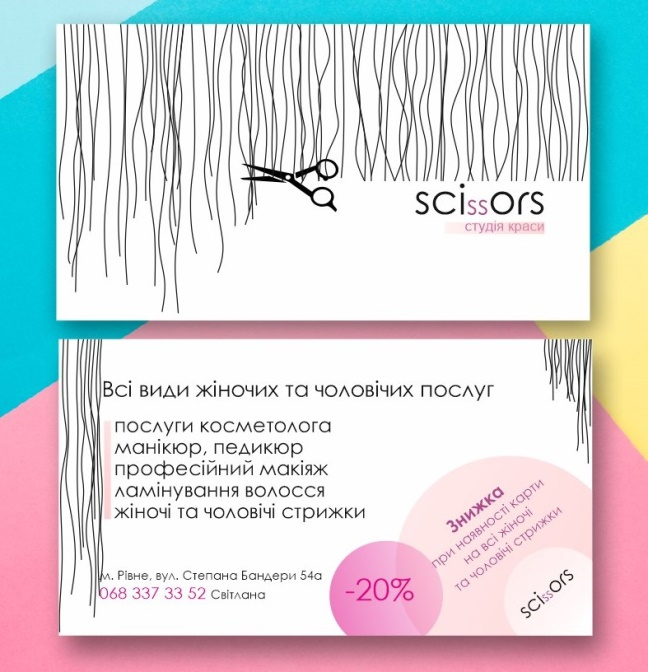 scissors
студія краси
Всі види жіночих та чоловічих послуг
послуги косметолога
манікюр, педикюр
професійний макіяж
ламінування волосся
жіночі та чоловічі стрижки
м. Рівне, вул. Степана Бандери 54а
068 337 33 52 Світлана
-20%
Знижка
при наявності карти
на всі жіночі
та чоловічі стрижки
scissors